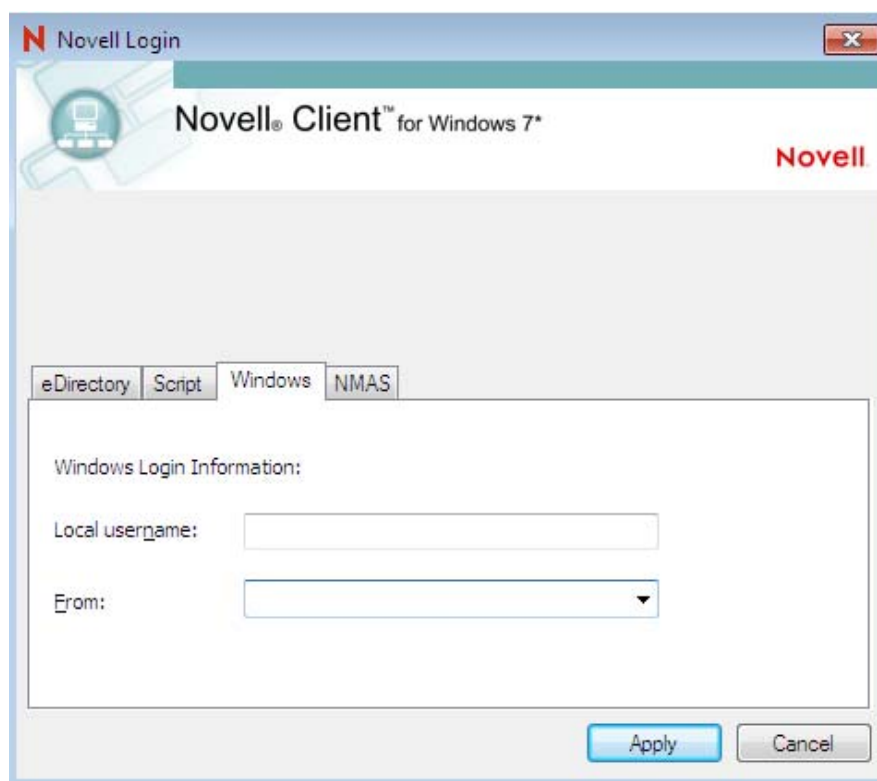 N Novell Login
Novell® Client™ for Windows 7*
Novell
eDirectory Script Windows NMAS
Windows Login Information:
Local username:
From:
Apply Cancel